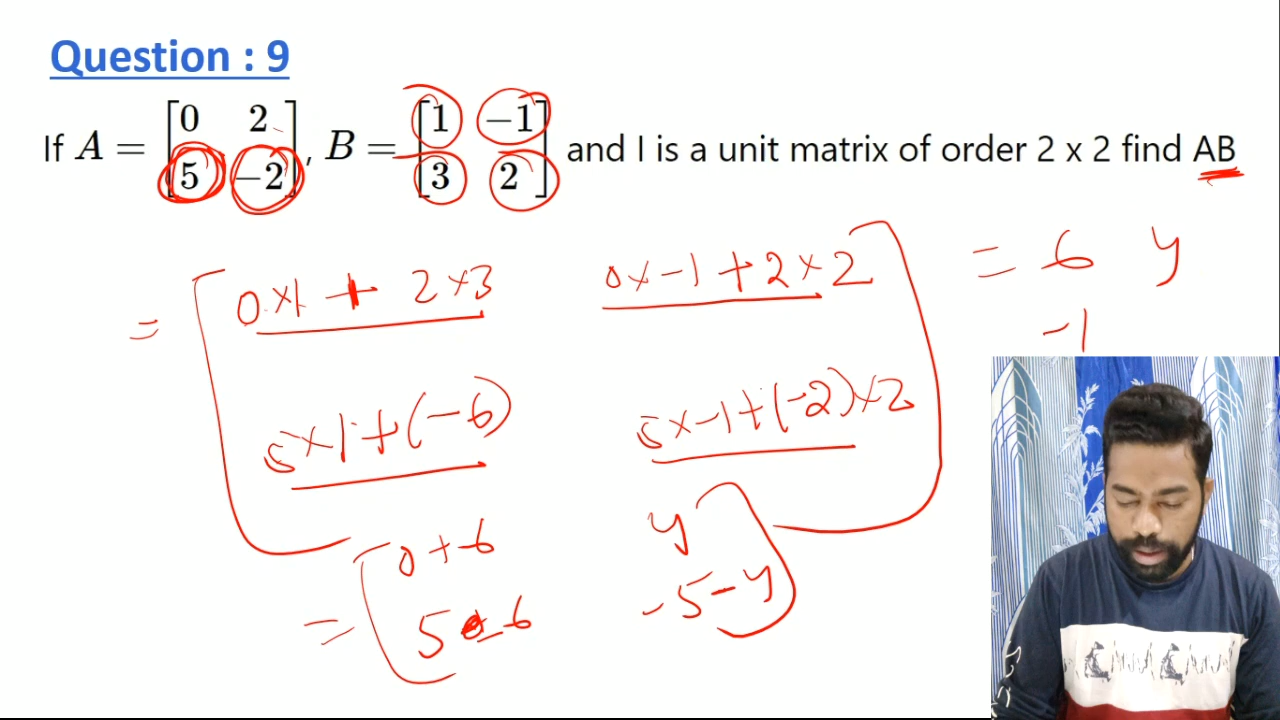 Question : 9
If A = [0 2 5 -2], B = [1 -1 3 2] and I is a unit matrix of order 2 x 2 find AB
= [0×1 + 2×3 0×-1+2×2] = 6 4
5×1+(-6) 5×-1+(-2)×2 -1
= [0+6 4
5-6 -5-4]